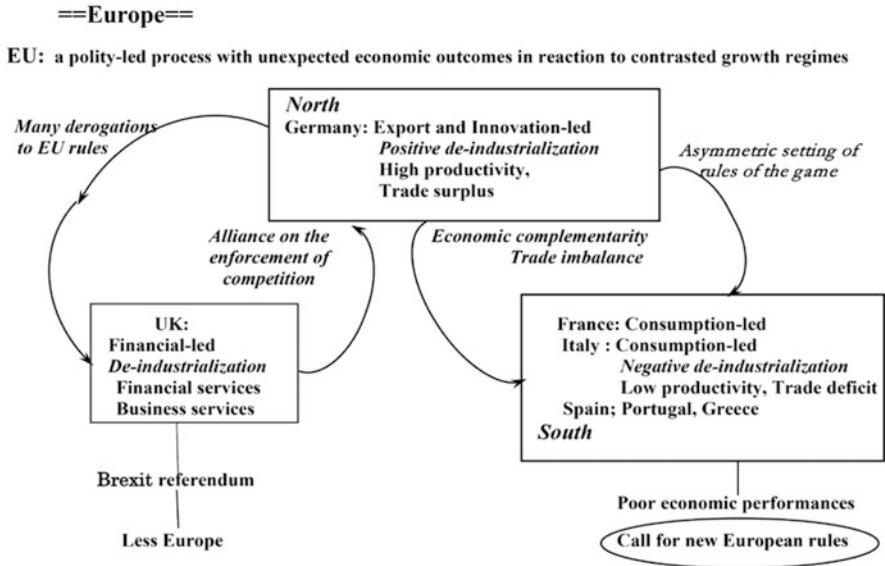 ==Europe==
EU: a polity-led process with unexpected economic outcomes in reaction to contrasted growth regimes
North
Germany: Export and Innovation-led
Positive de-industrialization
High productivity,
Trade surplus
Many derogations
to EU rules
Asymmetric setting of
rules of the game
Alliance on the
enforcement of
competition
Economic complementarity
Trade imbalance
UK:
Financial-led
De-industrialization
Financial services
Business services
France: Consumption-led
Italy : Consumption-led
Negative de-industrialization
Low productivity, Trade deficit
Spain; Portugal, Greece
South
Brexit referendum
Less Europe
Poor economic performances
Call for new European rules